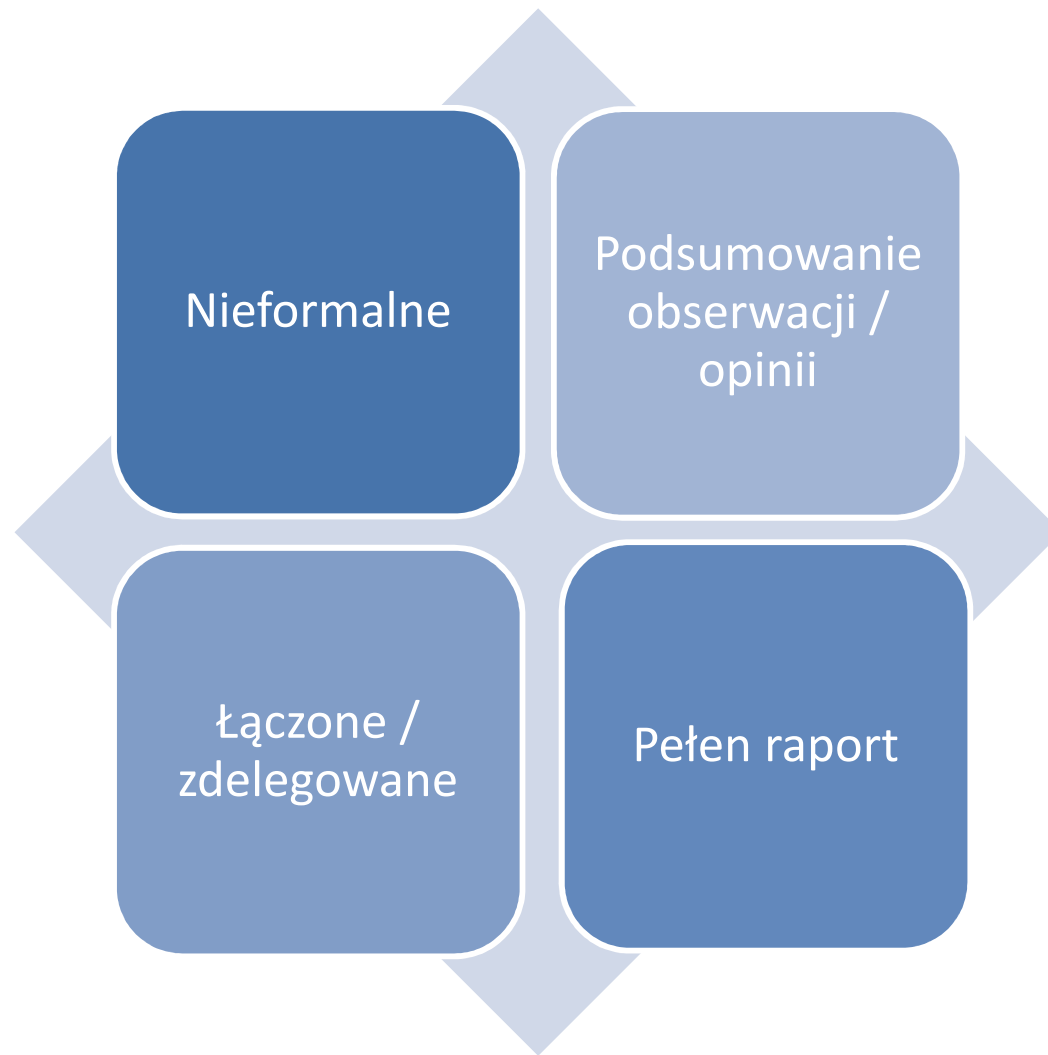 Nieformalne
Podsumowanie
obserwacji /
opinii
Łączone /
zdelegowane
Pełen raport